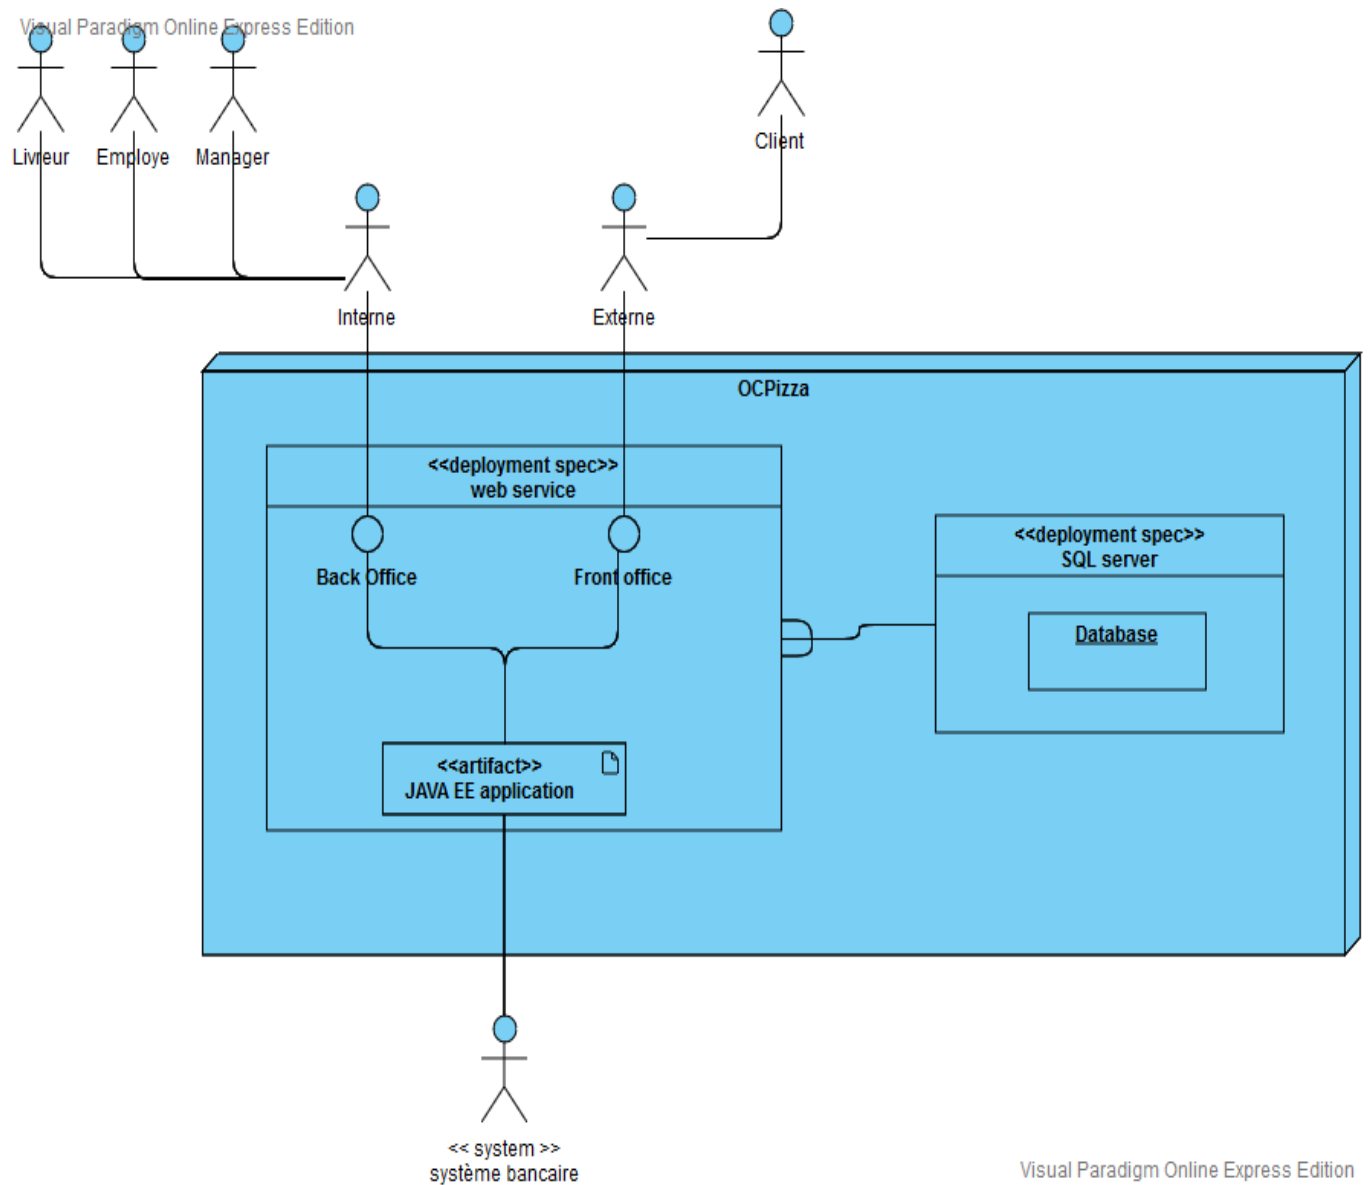 Visual Paradigm Online Express Edition
Livreur
Employe
Manager
Client
Interne
Externe
OCPizza
<<deployment spec>>
web service
Back Office
Front office
<<deployment spec>>
SQL server
Database
<<artifact>>
JAVA EE application
<< system >>
système bancaire
Visual Paradigm Online Express Edition